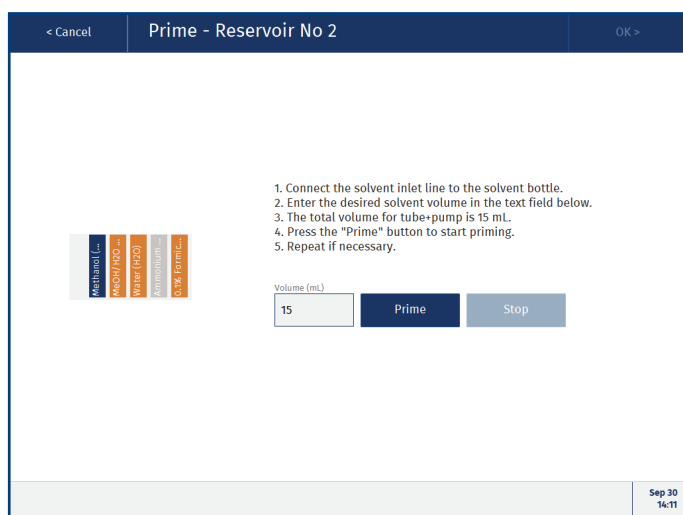 < Cancel
Prime - Reservoir No 2
OK >
1. Connect the solvent inlet line to the solvent bottle.
2. Enter the desired solvent volume in the text field below.
3. The total volume for tube+pump is 15 mL.
4. Press the "Prime" button to start priming.
5. Repeat if necessary.
Methanol (...
MeOH/H2O ...
Water (H2O)
Ammonium ...
0.1% Formic...
Volume (mL)
15
Prime
Stop
Sep 30
14:11